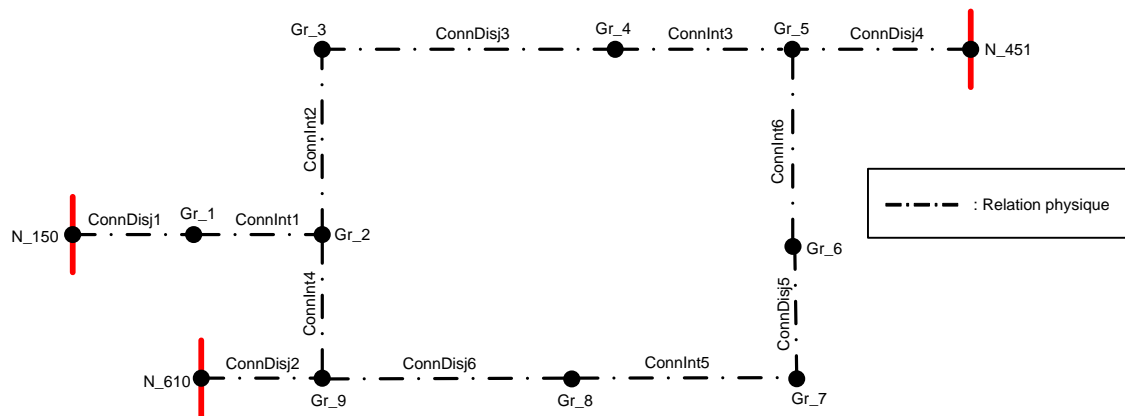 Gr_3
ConnDisj3
Gr_4
ConnInt3
Gr_5
ConnDisj4
N_451
ConnInt2
ConnInt6
: Relation physique
N_150
ConnDisj1
Gr_1
ConnInt1
Gr_2
Gr_6
ConnInt4
ConnDisj5
N_610
ConnDisj2
Gr_9
ConnDisj6
Gr_8
ConnInt5
Gr_7